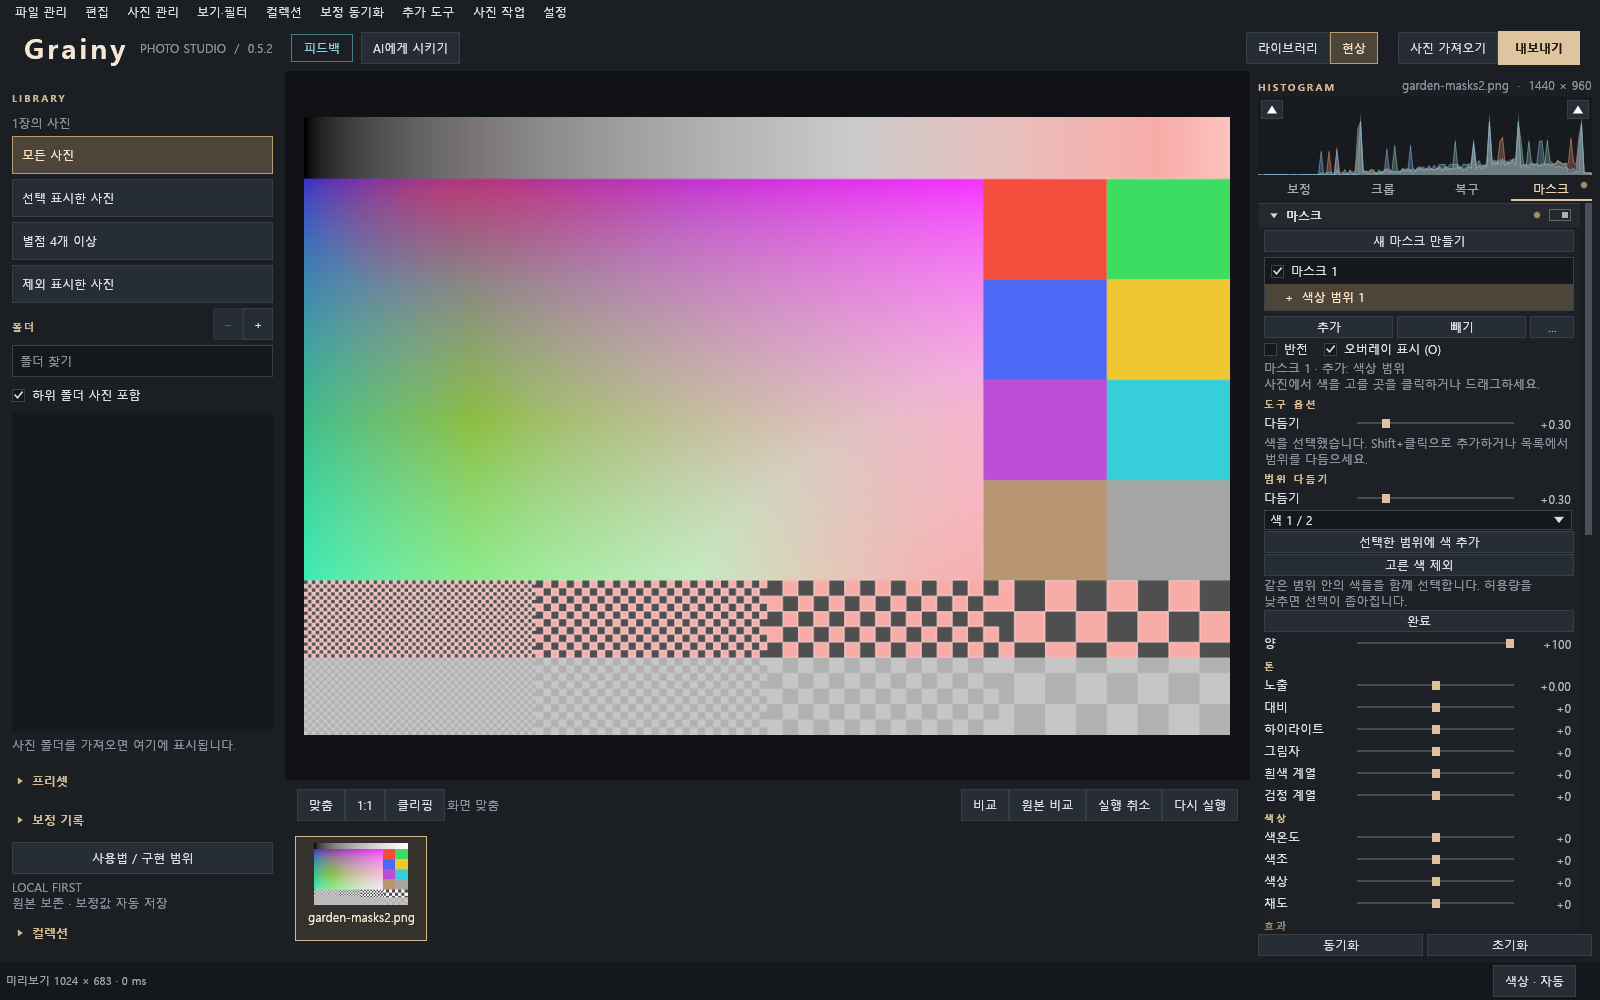 파일 관리 편집 사진 관리 보기·필터 컬렉션 보정 동기화 추가 도구 사진 작업 설정
Grainy PHOTO STUDIO / 0.5.2 피드백 AI에게 시키기 라이브러리 현상 사진 가져오기 내보내기
LIBRARY
1장의 사진
모든 사진
선택 표시한 사진
별점 4개 이상
제외 표시한 사진
폴더 − +
폴더 찾기
하위 폴더 사진 포함
사진 폴더를 가져오면 여기에 표시됩니다.
프리셋
보정 기록
사용법 / 구현 범위
LOCAL FIRST
원본 보존 · 보정값 자동 저장
컬렉션
맞춤 1:1 클리핑 화면 맞춤 비교 원본 비교 실행 취소 다시 실행
garden-masks2.png
HISTOGRAM garden-masks2.png · 1440 × 960
보정 크롭 복구 마스크
마스크
새 마스크 만들기
마스크 1
+ 색상 범위 1
추가 빼기 ...
반전 오버레이 표시 (O)
마스크 1 · 추가: 색상 범위
사진에서 색을 고를 곳을 클릭하거나 드래그하세요.
도구 옵션
다듬기 +0.30
색을 선택했습니다. Shift+클릭으로 추가하거나 목록에서
범위를 다듬으세요.
범위 다듬기
다듬기 +0.30
색 1 / 2
선택한 범위에 색 추가
고른 색 제외
같은 범위 안의 색들을 함께 선택합니다. 허용량을
낮추면 선택이 좁아집니다.
완료
양 +100
톤
노출 +0.00
대비 +0
하이라이트 +0
그림자 +0
흰색 계열 +0
검정 계열 +0
색상
색온도 +0
색조 +0
색상 +0
채도 +0
효과
동기화 초기화
미리보기 1024 × 683 · 0 ms 색상 · 자동